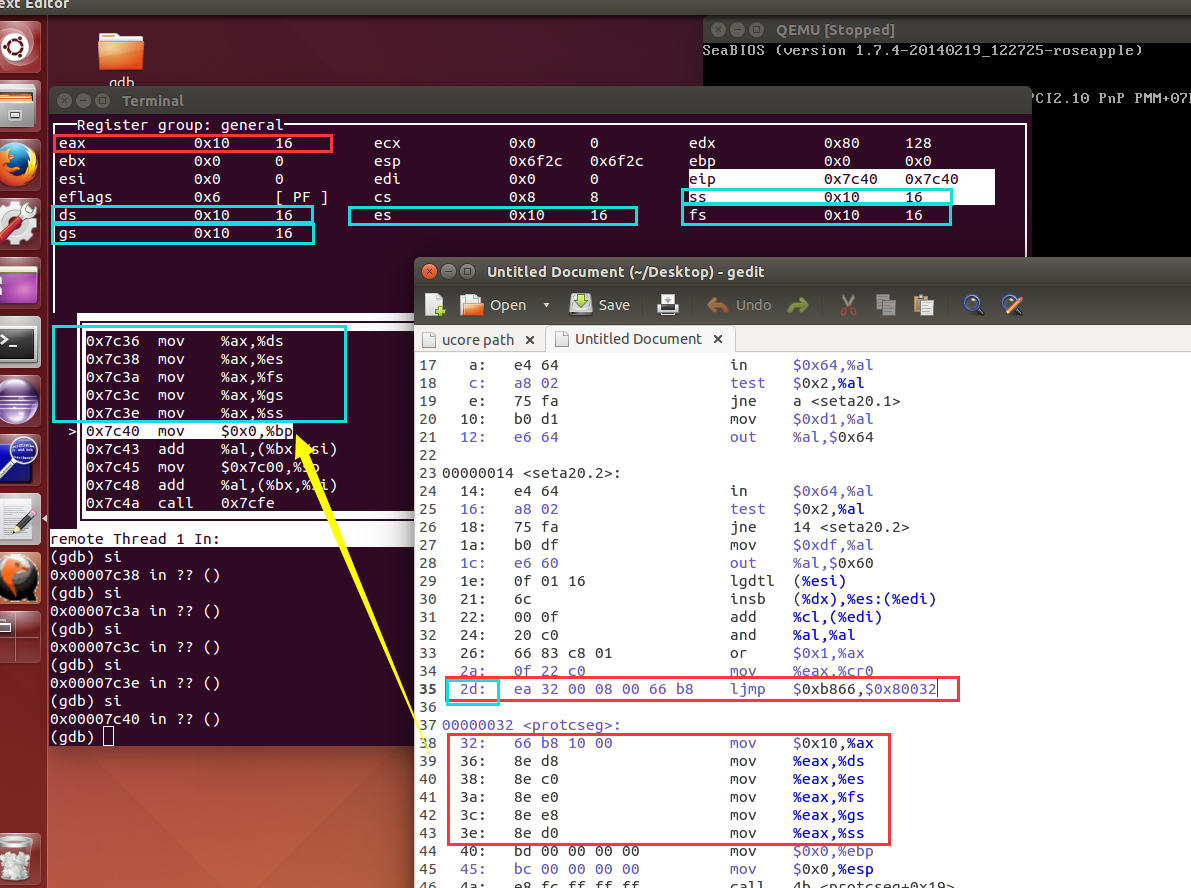 ext Editor
gdb
QEMU [Stopped]
SeaBIOS (version 1.7.4-20140219_122725-roseapple)
PCI2.10 PnP PMM+07
Terminal
Register group: general
eax 0x10 16 ecx 0x0 0 edx 0x80 128
ebx 0x0 0 esp 0x6f2c 0x6f2c ebp 0x0 0x0
esi 0x0 0 edi 0x0 0 eip 0x7c40 0x7c40
eflags 0x6 [ PF ] cs 0x8 8 ss 0x10 16
ds 0x10 16 es 0x10 16 fs 0x10 16
gs 0x10 16
0x7c36 mov %ax,%ds
0x7c38 mov %ax,%es
0x7c3a mov %ax,%fs
0x7c3c mov %ax,%gs
0x7c3e mov %ax,%ss
> 0x7c40 mov $0x0,%bp
0x7c43 add %al,(%bx,%si)
0x7c45 mov $0x7c00,%sp
0x7c48 add %al,(%bx,%si)
0x7c4a call 0x7cfe
remote Thread 1 In:
(gdb) si
0x00007c38 in ?? ()
(gdb) si
0x00007c3a in ?? ()
(gdb) si
0x00007c3c in ?? ()
(gdb) si
0x00007c3e in ?? ()
(gdb) si
0x00007c40 in ?? ()
(gdb)
Untitled Document (~/Desktop) - gedit
Open Save Undo
ucore path × Untitled Document ×
17 a: e4 64 in $0x64,%al
18 c: a8 02 test $0x2,%al
19 e: 75 fa jne a <seta20.1>
20 10: b0 d1 mov $0xd1,%al
21 12: e6 64 out %al,$0x64
22
23 00000014 <seta20.2>:
24 14: e4 64 in $0x64,%al
25 16: a8 02 test $0x2,%al
26 18: 75 fa jne 14 <seta20.2>
27 1a: b0 df mov $0xdf,%al
28 1c: e6 60 out %al,$0x60
29 1e: 0f 01 16 lgdtl (%esi)
30 21: 6c insb (%dx),%es:(%edi)
31 22: 00 0f add %cl,(%edi)
32 24: 20 c0 and %al,%al
33 26: 66 83 c8 01 or $0x1,%ax
34 2a: 0f 22 c0 mov %eax,%cr0
35 2d: ea 32 00 08 00 66 b8 ljmp $0xb866,$0x80032
36
37 00000032 <protcseg>:
38 32: 66 b8 10 00 mov $0x10,%ax
39 36: 8e d8 mov %eax,%ds
40 38: 8e c0 mov %eax,%es
41 3a: 8e e0 mov %eax,%fs
42 3c: 8e e8 mov %eax,%gs
43 3e: 8e d0 mov %eax,%ss
44 40: bd 00 00 00 00 mov $0x0,%ebp
45 45: bc 00 00 00 00 mov $0x0,%esp
46 4a: e8 fc ff ff ff call 4b <protcseg+0x19>